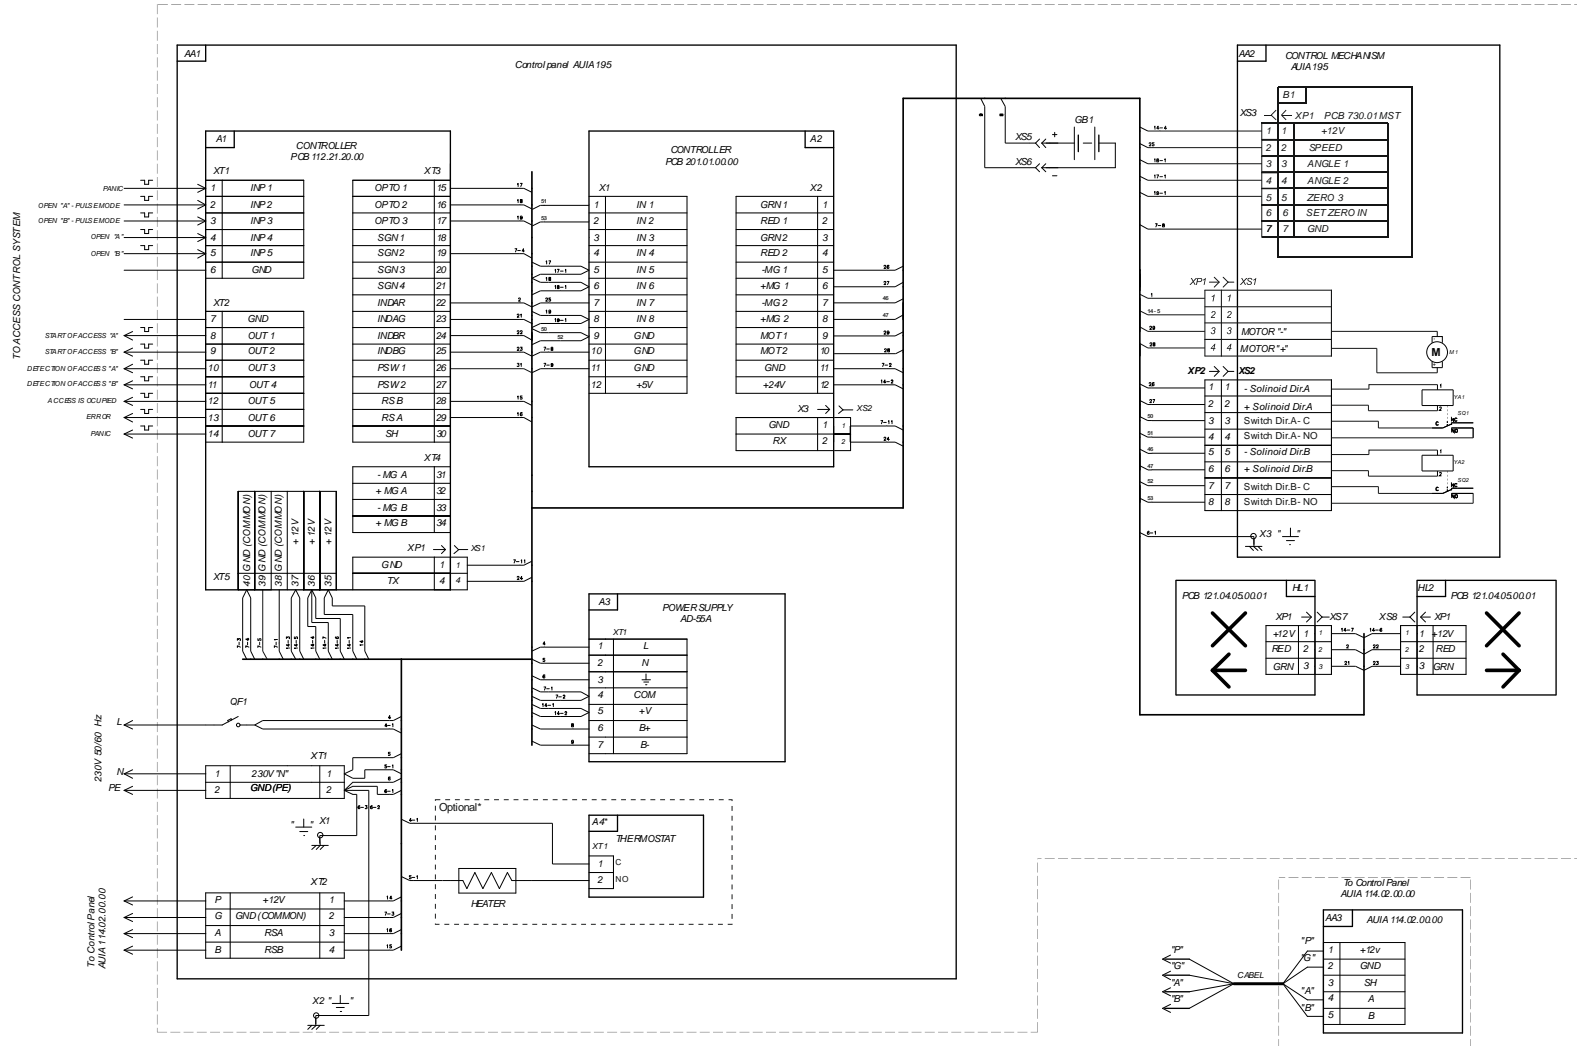 AA1
Control panel AUIA195
A1
CONTROLLER
PCB 112.21.20.00
XT1
1 INP 1
2 INP 2
3 INP 3
4 INP 4
5 INP 5
6 GND
PANIC
OPEN "A" - PULSE MODE
OPEN "B" - PULSE MODE
OPEN "A"
OPEN "B"
TO ACCESS CONTROL SYSTEM
XT2
7 GND
8 OUT 1
9 OUT 2
10 OUT 3
11 OUT 4
12 OUT 5
13 OUT 6
14 OUT 7
START OF ACCESS "A"
START OF ACCESS "B"
DETECTION OF ACCESS "A"
DETECTION OF ACCESS "B"
ACCESS IS OCUPIED
ERROR
PANIC
XT3
OPTO 1 15
OPTO 2 16
OPTO 3 17
SGN 1 18
SGN 2 19
SGN 3 20
SGN 4 21
INDAR 22
INDAG 23
INDBR 24
INDBG 25
PSW 1 26
PSW 2 27
RS B 28
RS A 29
SH 30
XT4
- MG A 31
+ MG A 32
- MG B 33
+ MG B 34
XP1 XS1
GND 1 1
TX 4 4
XT5
40 GND (COMMON)
39 GND (COMMON)
38 GND (COMMON)
37 + 12 V
36 + 12 V
35 + 12 V
A2
CONTROLLER
PCB 201.01.00.00
X1
1 IN 1
2 IN 2
3 IN 3
4 IN 4
5 IN 5
6 IN 6
7 IN 7
8 IN 8
9 GND
10 GND
11 GND
12 +5V
X2
GRN 1 1
RED 1 2
GRN 2 3
RED 2 4
-MG 1 5
+MG 1 6
-MG 2 7
+MG 2 8
MOT 1 9
MOT 2 10
GND 11
+24V 12
X3 XS2
GND 1 1
RX 2 2
A3
POWER SUPPLY
AD-55A
XT1
1 L
2 N
3
4 COM
5 +V
6 B+
7 B-
QF1
230V 50/60 Hz
L
N
PE
XT1
1 230V "N" 1
2 GND (PE) 2
"⏚" X1
Optional*
A4*
THERMOSTAT
XT1
1 C
2 NO
HEATER
XT2
P +12V 1
G GND (COMMON) 2
A RSA 3
B RSB 4
To Control Panel
AUIA 114.02.00.00
X2 "⏚"
XS5 +
XS6 -
GB1
AA2
CONTROL MECHANISM
AUIA 195
B1
XS3 XP1 PCB 730.01 MST
1 1 +12V
2 2 SPEED
3 3 ANGLE 1
4 4 ANGLE 2
5 5 ZERO 3
6 6 SET ZERO IN
7 7 GND
XP1 XS1
1 1
2 2
3 3 MOTOR "-"
4 4 MOTOR "+"
M M1
XP2 XS2
1 1 - Solinoid Dir.A
2 2 + Solinoid Dir.A
3 3 Switch Dir.A- C
4 4 Switch Dir.A- NO
5 5 - Solinoid Dir.B
6 6 + Solinoid Dir.B
7 7 Switch Dir.B- C
8 8 Switch Dir.B- NO
YA1
SQ1
YA2
SQ2
X3 "⏚"
PCB 121.04.05.00.01
HL1
XP1 XS7
+12V 1 1
RED 2 2
GRN 3 3
HL2
PCB 121.04.05.00.01
XS8 XP1
1 1 +12V
2 2 RED
3 3 GRN
To Control Panel
AUIA 114.02.00.00
AA3 AUIA 114.02.00.00
1 +12v
2 GND
3 SH
4 A
5 B
"P"
"G"
"A"
"B"
CABEL
"P"
"G"
"A"
"B"